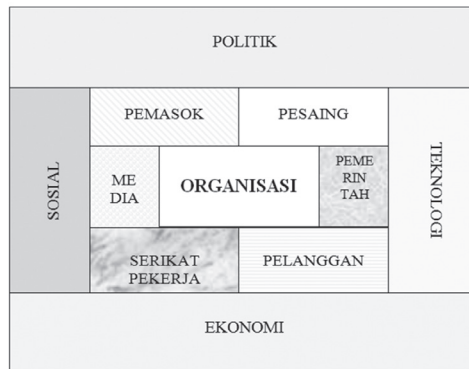 POLITIK
SOSIAL
PEMASOK
PESAING
TEKNOLOGI
ME
DIA
ORGANISASI
PEME
RIN
TAH
SERIKAT
PEKERJA
PELANGGAN
EKONOMI